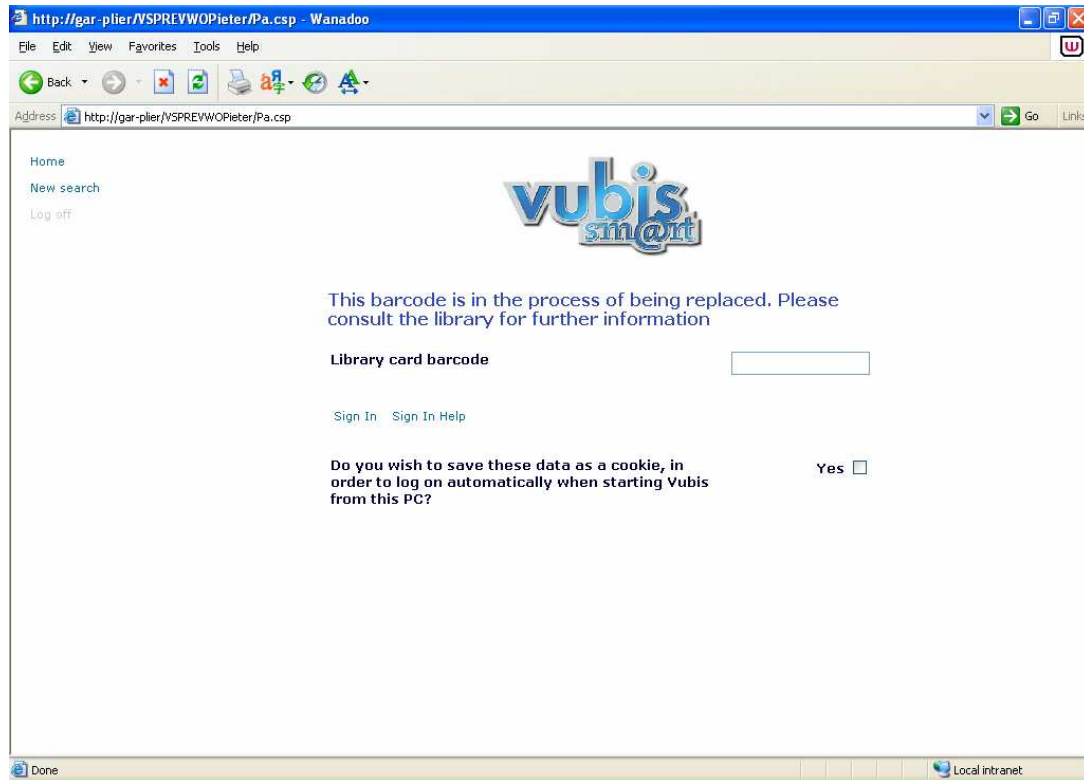 http://gar-plier/VSPREVWOPieter/Pa.csp - Wanadoo
File Edit View Favorites Tools Help
Back
Address http://gar-plier/VSPREVWOPieter/Pa.csp Go Links
Home
New search
Log off
vubis
sm@rt
This barcode is in the process of being replaced. Please
consult the library for further information
Library card barcode
Sign In Sign In Help
Do you wish to save these data as a cookie, in
order to log on automatically when starting Vubis
from this PC?
Yes
Done
Local intranet